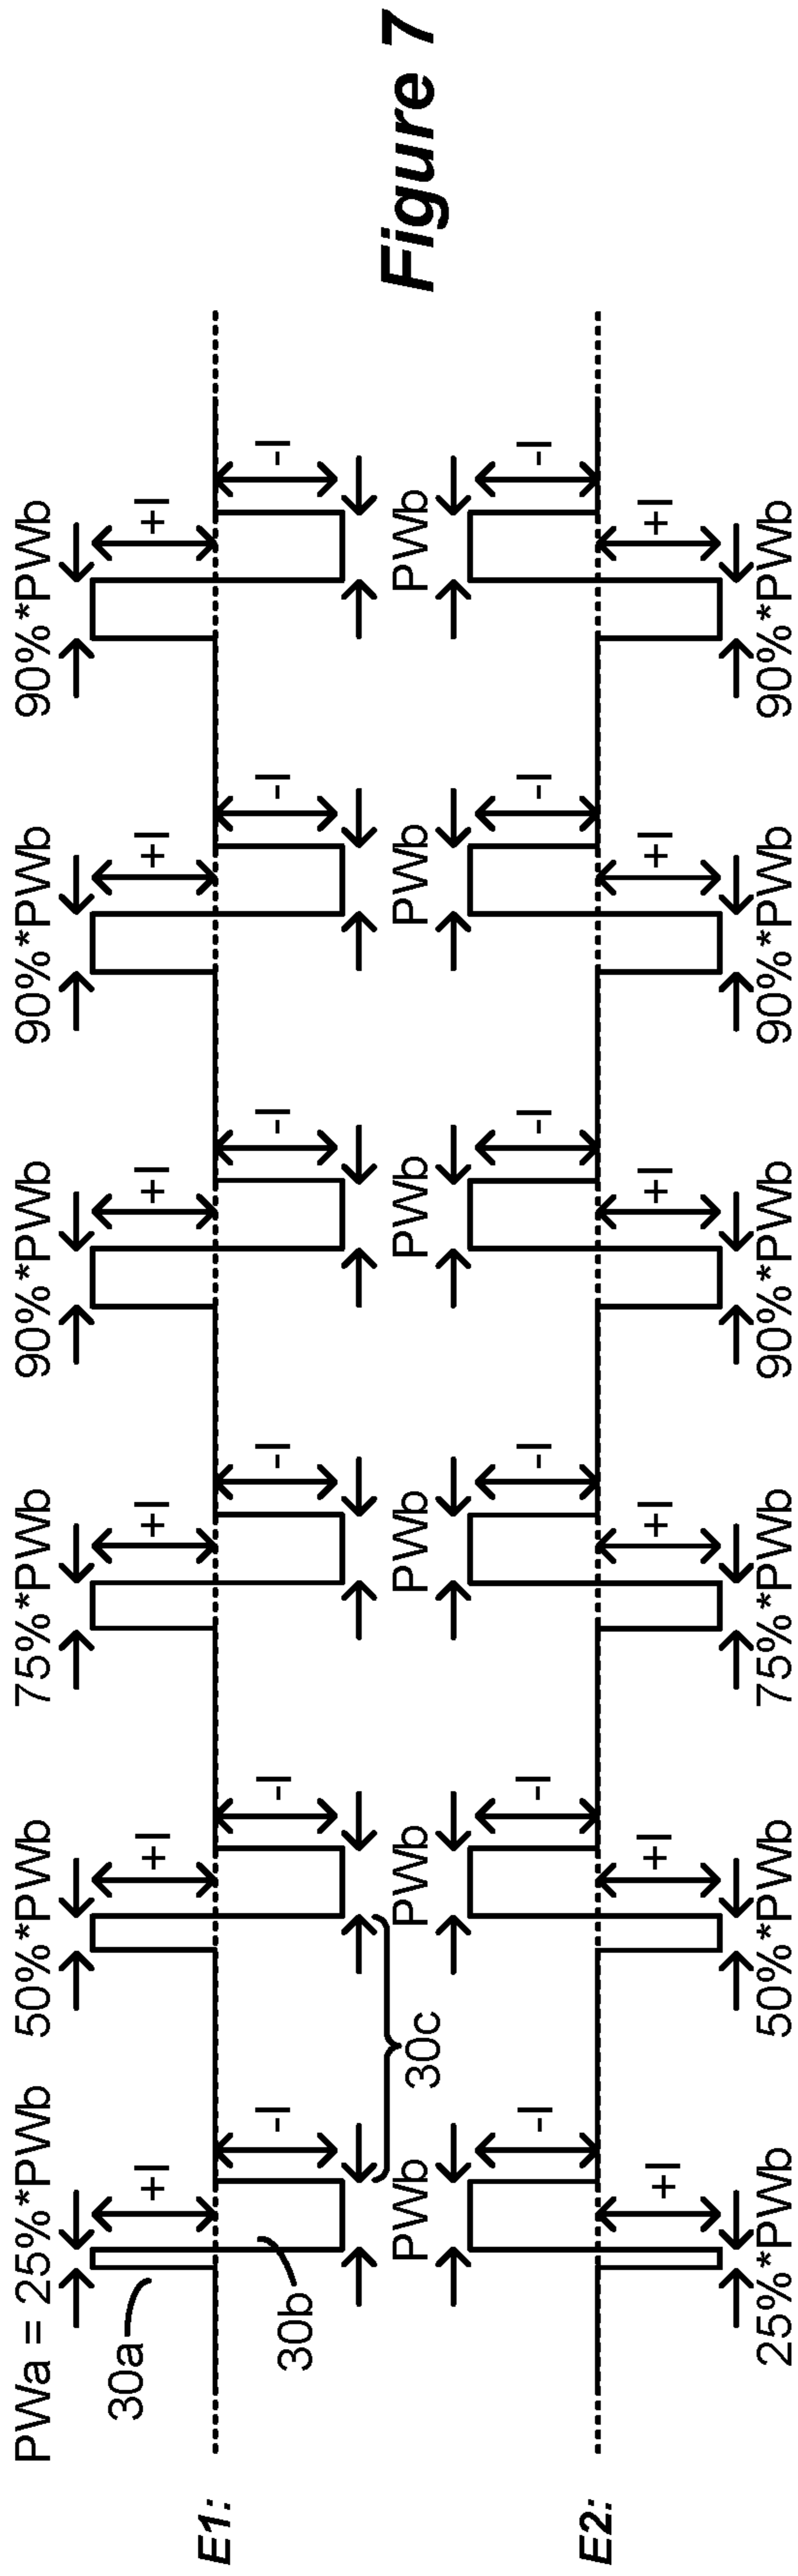 PWa = 25%*PWb 50%*PWb 75%*PWb 90%*PWb 90%*PWb 90%*PWb
+I +I +I +I +I +I
30a
E1:
-I -I -I -I -I -I
30b
PWb PWb PWb PWb PWb PWb
30c
Figure 7
-I -I -I -I -I -I
E2:
+I +I +I +I +I +I
25%*PWb 50%*PWb 75%*PWb 90%*PWb 90%*PWb 90%*PWb